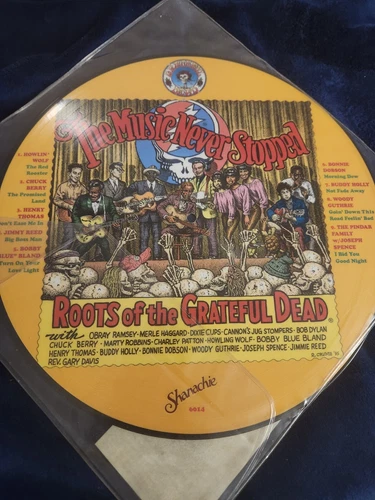 The Music Never Stopped
1. HOWLIN'
WOLF
The Red
Rooster
2. CHUCK
BERRY
The Promised
Land
3. HENRY
THOMAS
Don't Ease Me In
4. JIMMY REED
Big Boss Man
5. BOBBY
"BLUE" BLAND
Turn On Your
Love Light
6. BONNIE
DOBSON
Morning Dew
7. BUDDY HOLLY
Not Fade Away
8. WOODY
GUTHRIE
Goin' Down This
Road Feelin' Bad
9. THE PINDAR
FAMILY
W/JOSEPH
SPENCE
I Bid You
Good Night
ROOTS of the GRATEFUL DEAD
with OBRAY RAMSEY - MERLE HAGGARD - DIXIE CUPS - CANNON'S JUG STOMPERS - BOB DYLAN
CHUCK BERRY - MARTY ROBBINS - CHARLEY PATTON - HOWLING WOLF - BOBBY BLUE BLAND
HENRY THOMAS - BUDDY HOLLY - BONNIE DOBSON - WOODY GUTHRIE - JOSEPH SPENCE - JIMMIE REED
REV. GARY DAVIS
Shanachie
6014